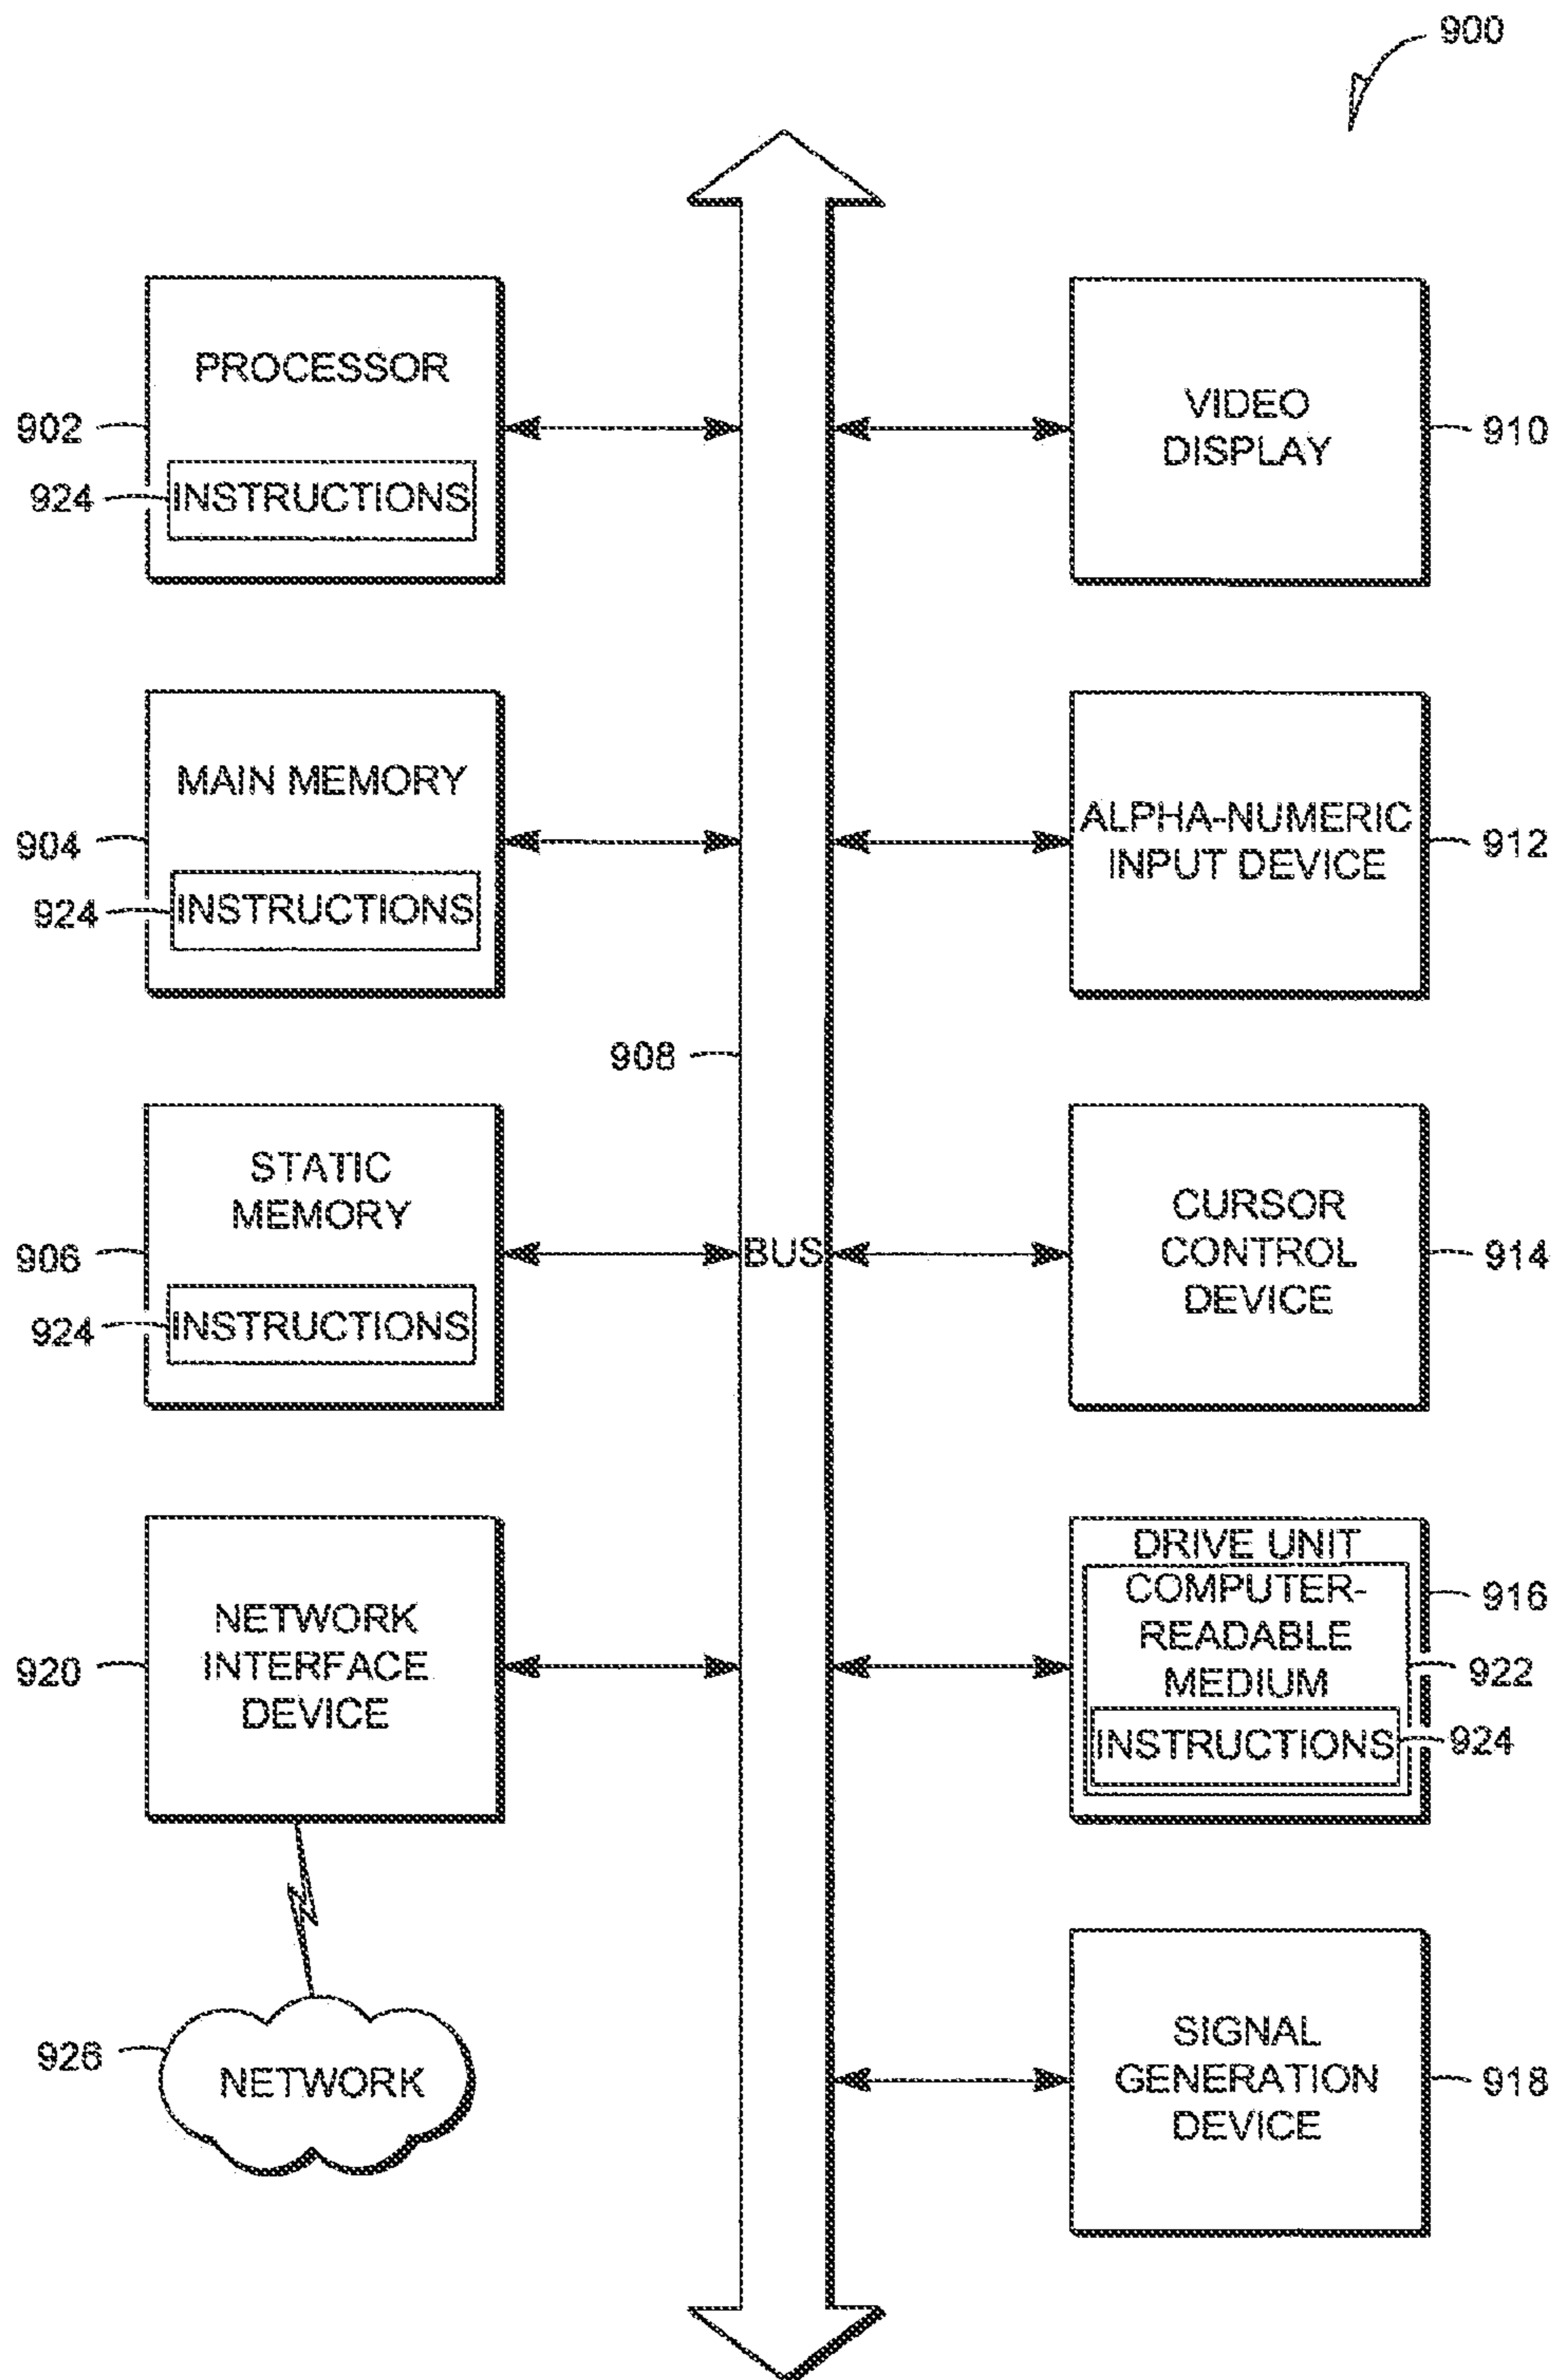 900
PROCESSOR
902
924
INSTRUCTIONS
VIDEO
DISPLAY
910
MAIN MEMORY
904
924
INSTRUCTIONS
ALPHA-NUMERIC
INPUT DEVICE
912
908
STATIC
MEMORY
906
924
INSTRUCTIONS
BUS
CURSOR
CONTROL
DEVICE
914
NETWORK
INTERFACE
DEVICE
920
DRIVE UNIT
COMPUTER-
READABLE
MEDIUM
916
922
INSTRUCTIONS
924
926
NETWORK
SIGNAL
GENERATION
DEVICE
918